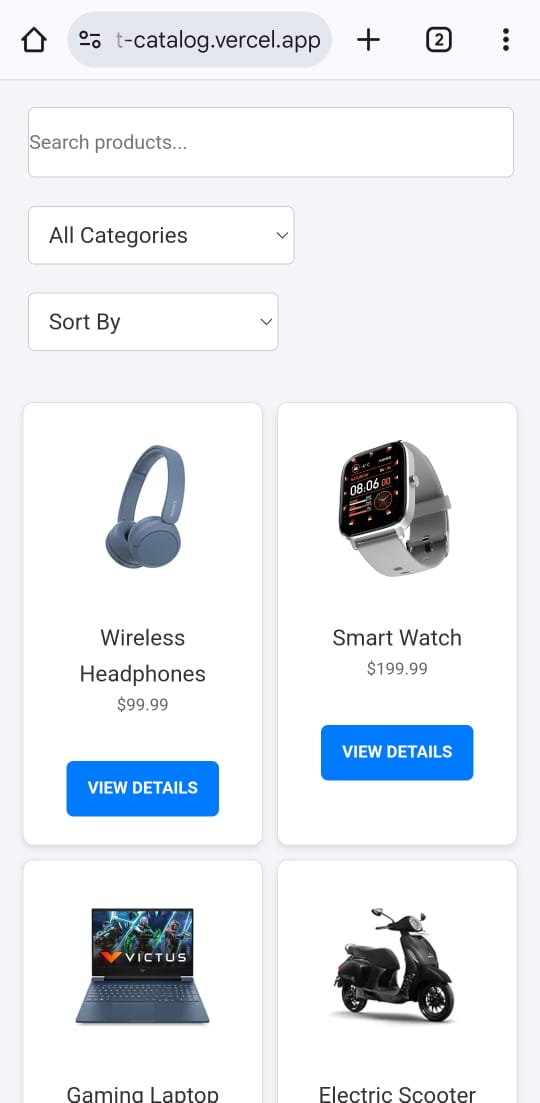 t-catalog.vercel.app
2
Search products...
All Categories
Sort By
08:06 00
Wireless
Headphones
$99.99
VIEW DETAILS
Smart Watch
$199.99
VIEW DETAILS
VICTUS
Gaming Laptop
Electric Scooter